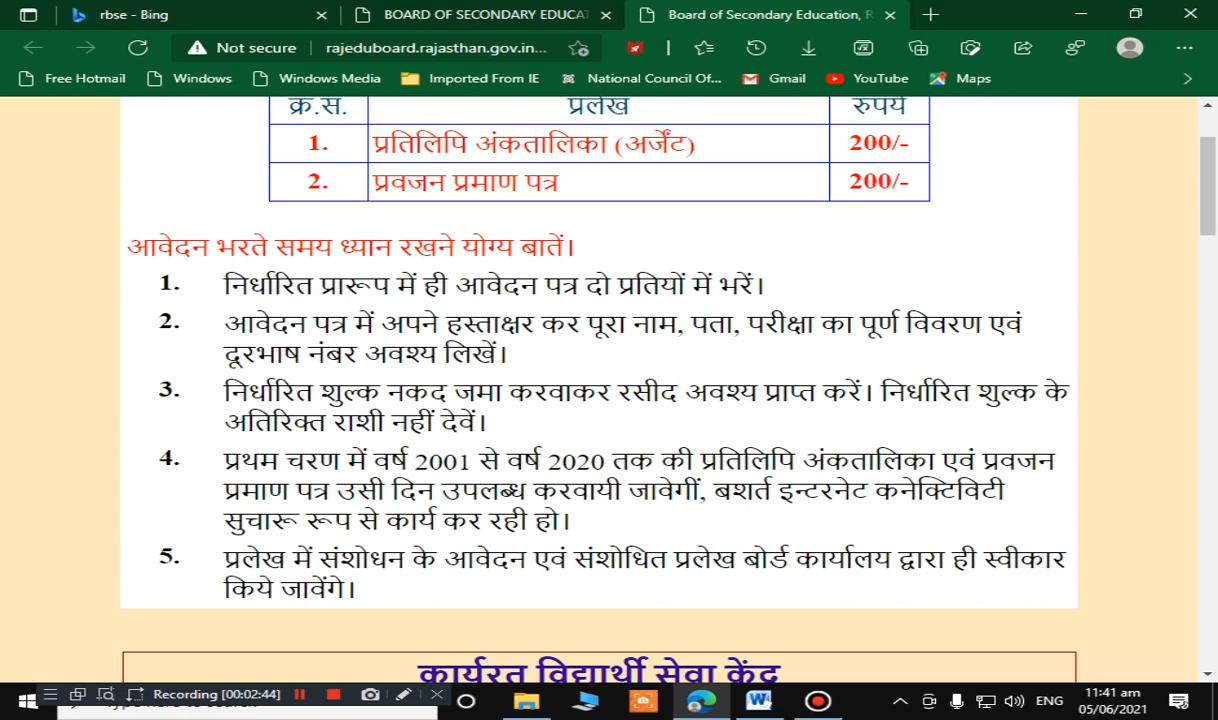 rbse - Bing
BOARD OF SECONDARY EDUCA
Board of Secondary Education, R
Not secure
rajeduboard.rajasthan.gov.in...
Free Hotmail
Windows
Windows Media
Imported From IE
National Council Of...
Gmail
YouTube
Maps
क्र.स. प्रलेख रुपये
1. प्रतिलिपि अंकतालिका (अर्जेंट) 200/-
2. प्रवजन प्रमाण पत्र 200/-
आवेदन भरते समय ध्यान रखने योग्य बातें।
1. निर्धारित प्रारूप में ही आवेदन पत्र दो प्रतियों में भरें।
2. आवेदन पत्र में अपने हस्ताक्षर कर पूरा नाम, पता, परीक्षा का पूर्ण विवरण एवं
दूरभाष नंबर अवश्य लिखें।
3. निर्धारित शुल्क नकद जमा करवाकर रसीद अवश्य प्राप्त करें। निर्धारित शुल्क के
अतिरिक्त राशी नहीं देवें।
4. प्रथम चरण में वर्ष 2001 से वर्ष 2020 तक की प्रतिलिपि अंकतालिका एवं प्रवजन
प्रमाण पत्र उसी दिन उपलब्ध करवायी जावेगीं, बशर्त इन्टरनेट कनेक्टिविटी
सुचारू रूप से कार्य कर रही हो।
5. प्रलेख में संशोधन के आवेदन एवं संशोधित प्रलेख बोर्ड कार्यालय द्वारा ही स्वीकार
किये जावेंगे।
कार्यरत विद्यार्थी सेवा केंद्र
Recording [00:02:44]
ENG
11:41 am
05/06/2021